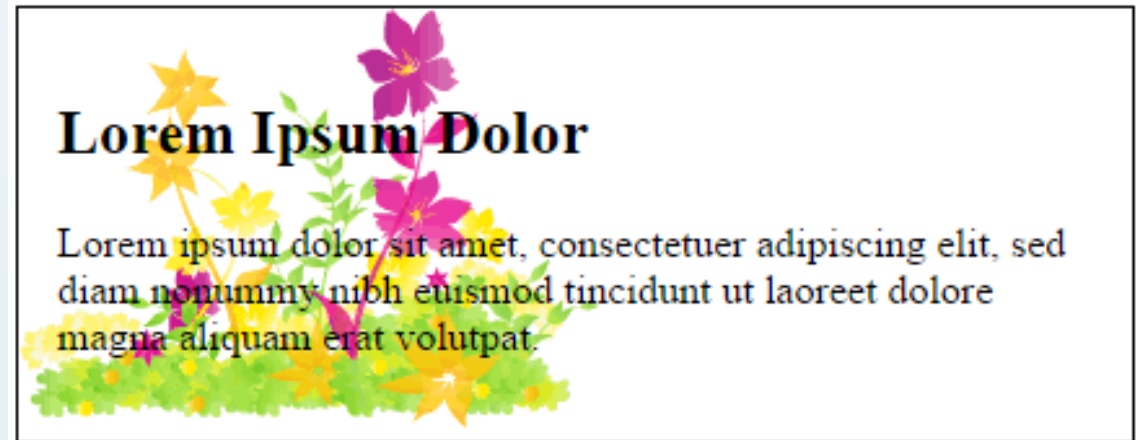 Lorem Ipsum Dolor
Lorem ipsum dolor sit amet, consectetuer adipiscing elit, sed
diam nonummy nibh euismod tincidunt ut laoreet dolore
magna aliquam erat volutpat.